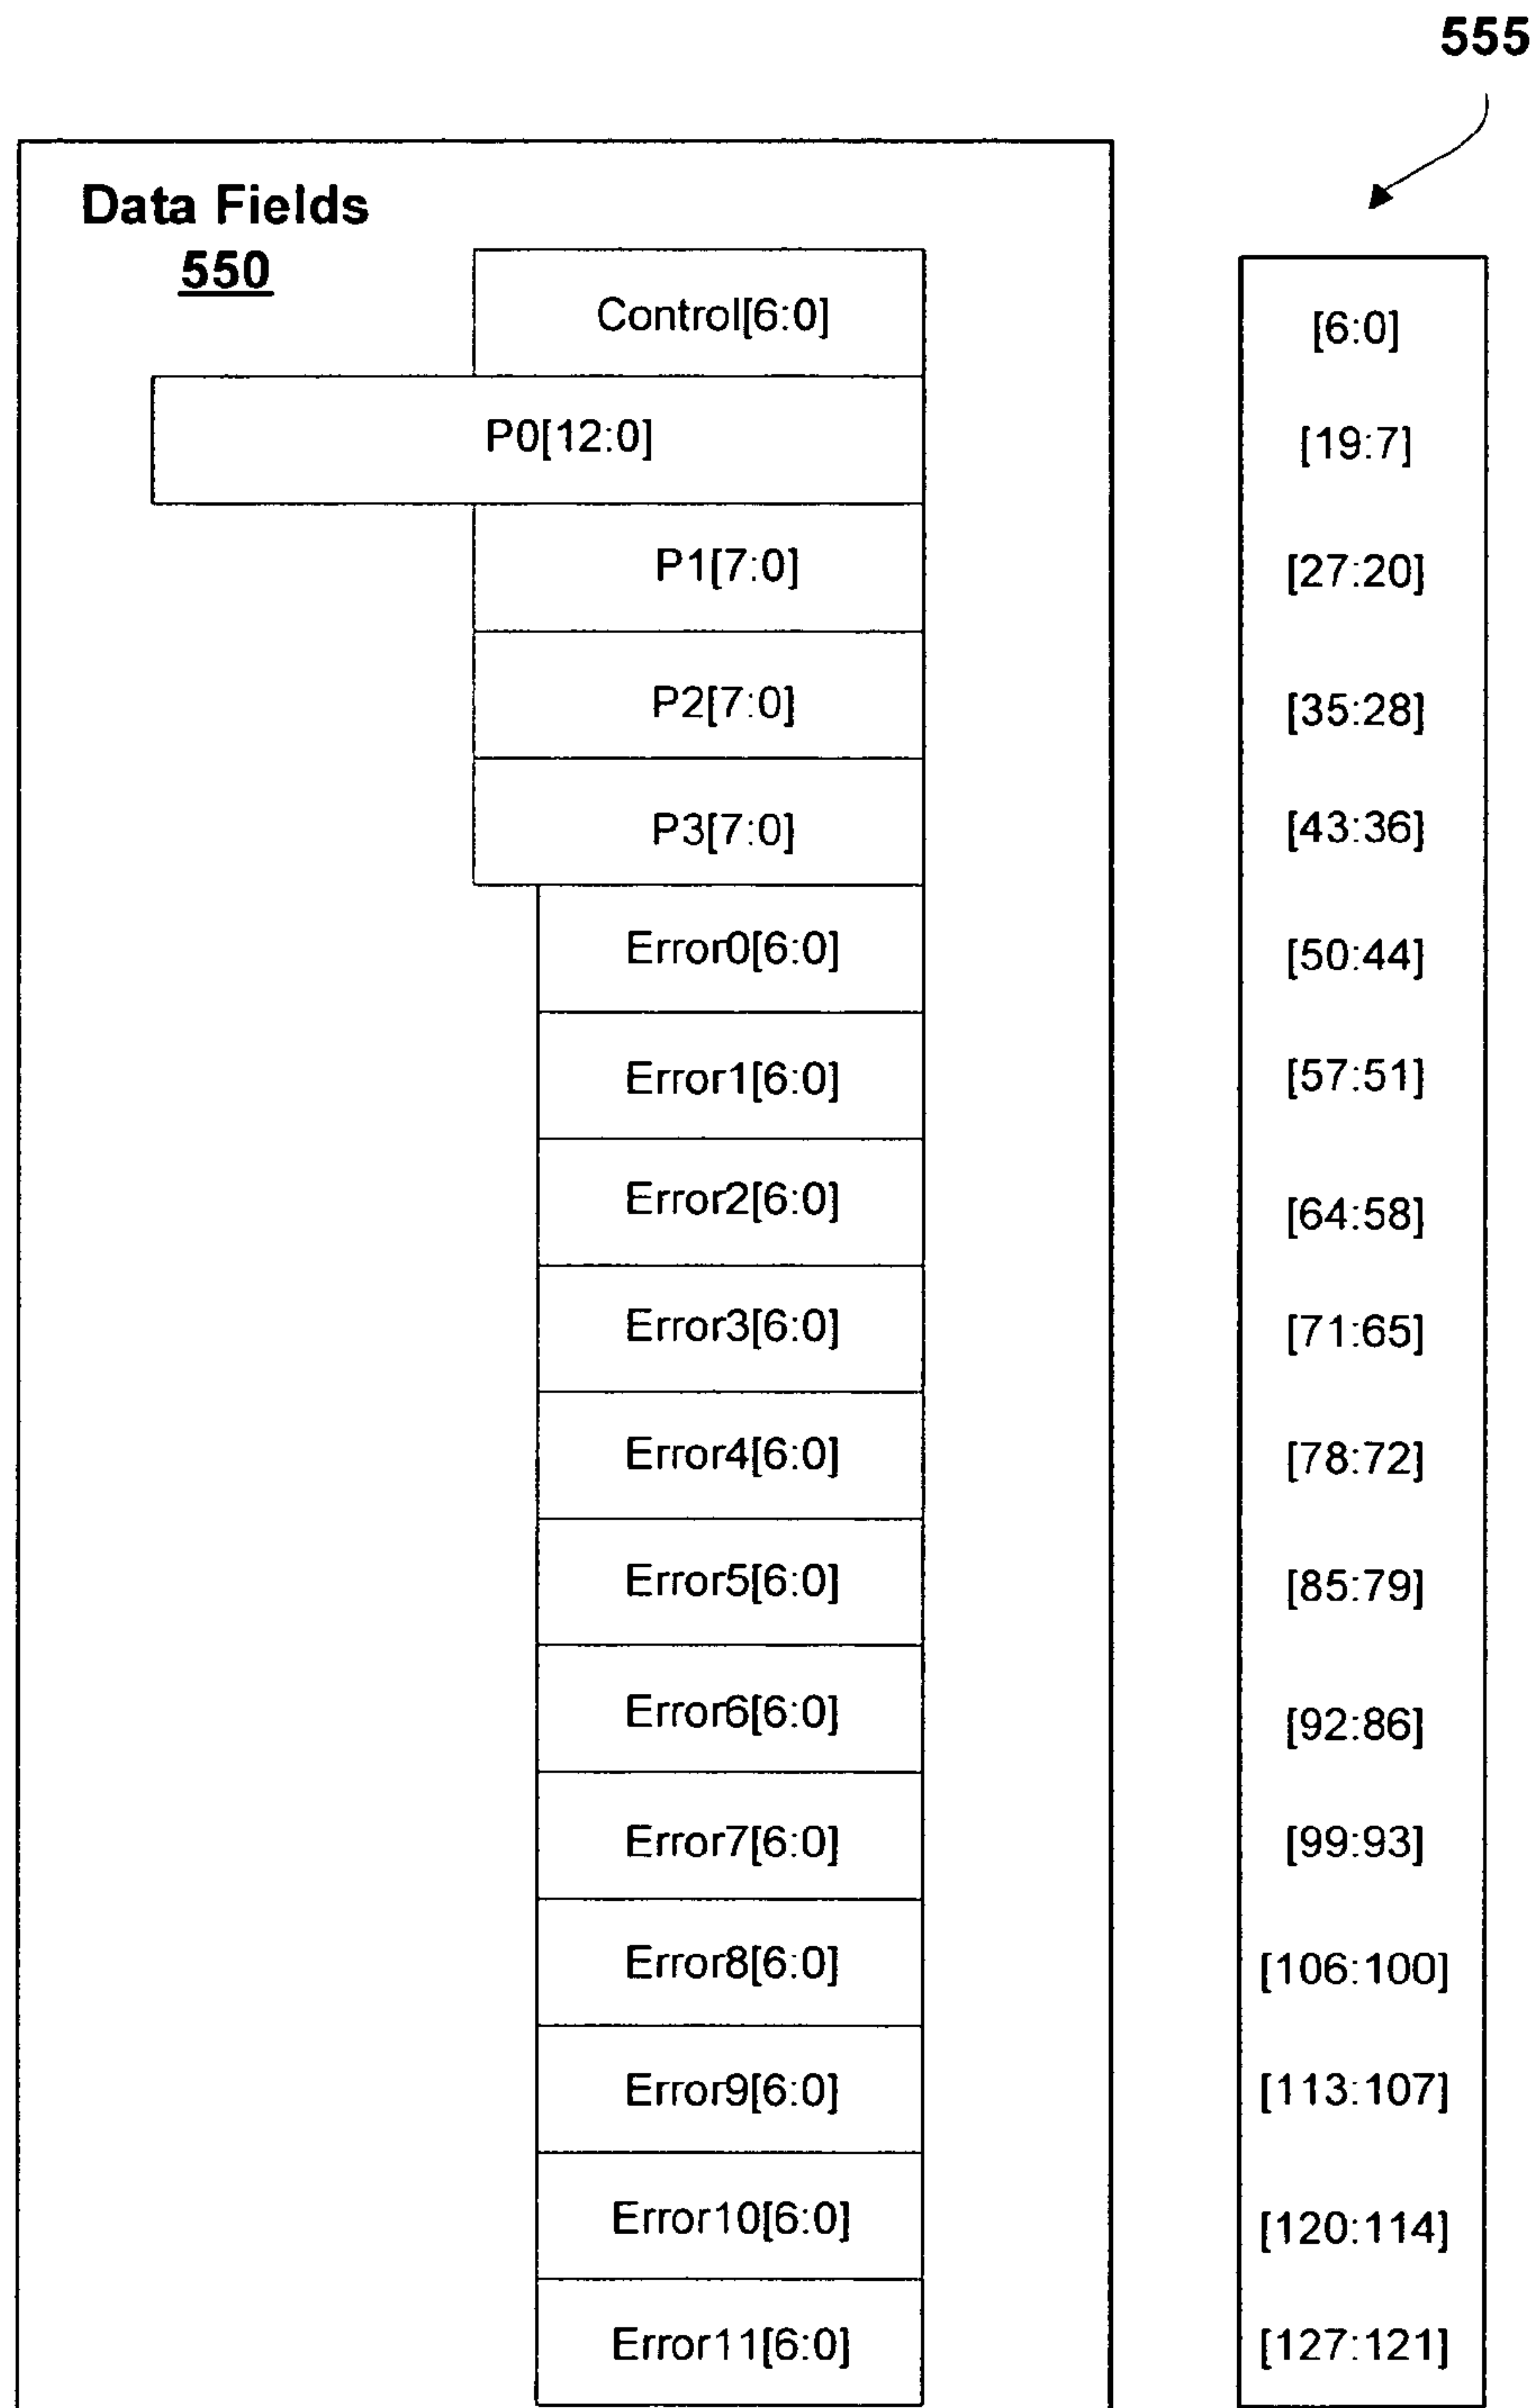 555
Data Fields
550
Control[6:0]
[6:0]
P0[12:0]
[19:7]
P1[7:0]
[27:20]
P2[7:0]
[35:28]
P3[7:0]
[43:36]
Error0[6:0]
[50:44]
Error1[6:0]
[57:51]
Error2[6:0]
[64:58]
Error3[6:0]
[71:65]
Error4[6:0]
[78:72]
Error5[6:0]
[85:79]
Error6[6:0]
[92:86]
Error7[6:0]
[99:93]
Error8[6:0]
[106:100]
Error9[6:0]
[113:107]
Error10[6:0]
[120:114]
Error11[6:0]
[127:121]